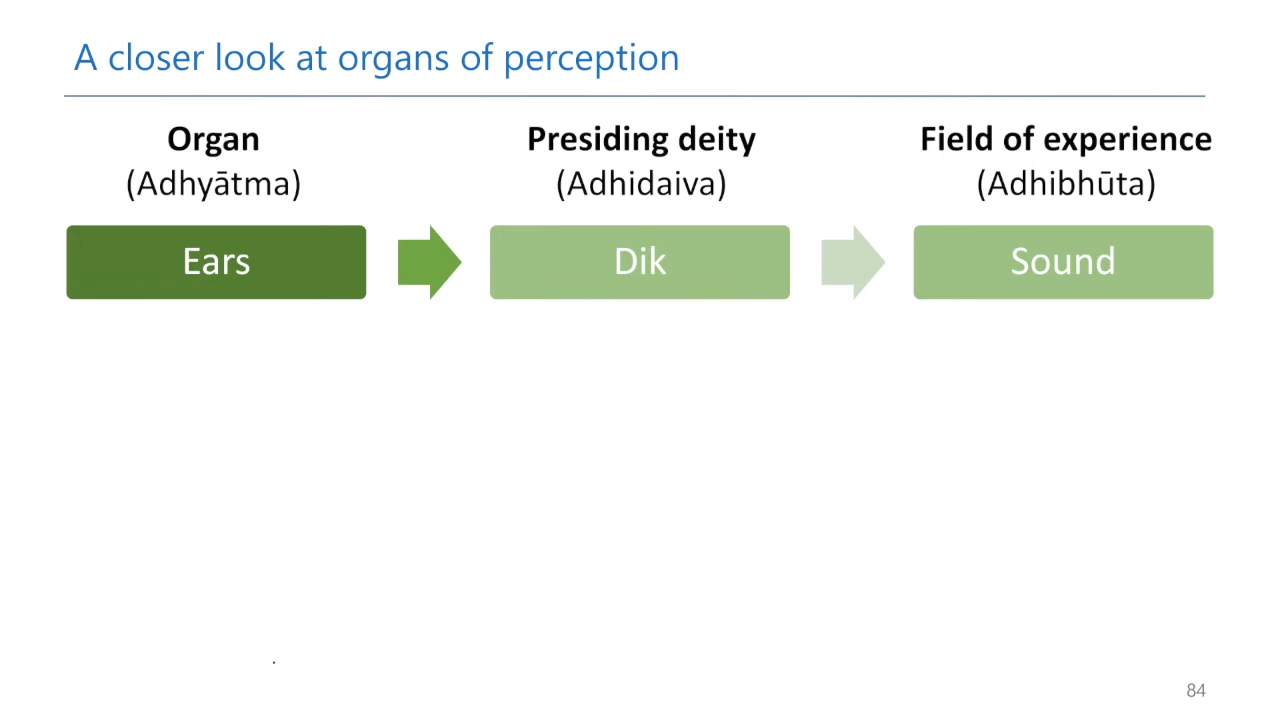 A closer look at organs of perception
Organ
(Adhyātma)
Presiding deity
(Adhidaiva)
Field of experience
(Adhibhūta)
Ears
Dik
Sound
84